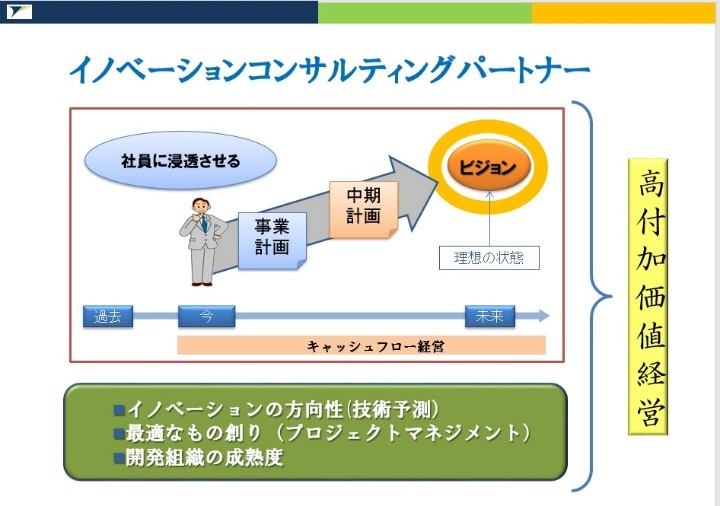 イノベーションコンサルティングパートナー
社員に浸透させる
ビジョン
中期
計画
事業
計画
理想の状態
過去
今
未来
キャッシュフロー経営
高付加価値経営
■イノベーションの方向性(技術予測)
■最適なもの創り（プロジェクトマネジメント）
■開発組織の成熟度